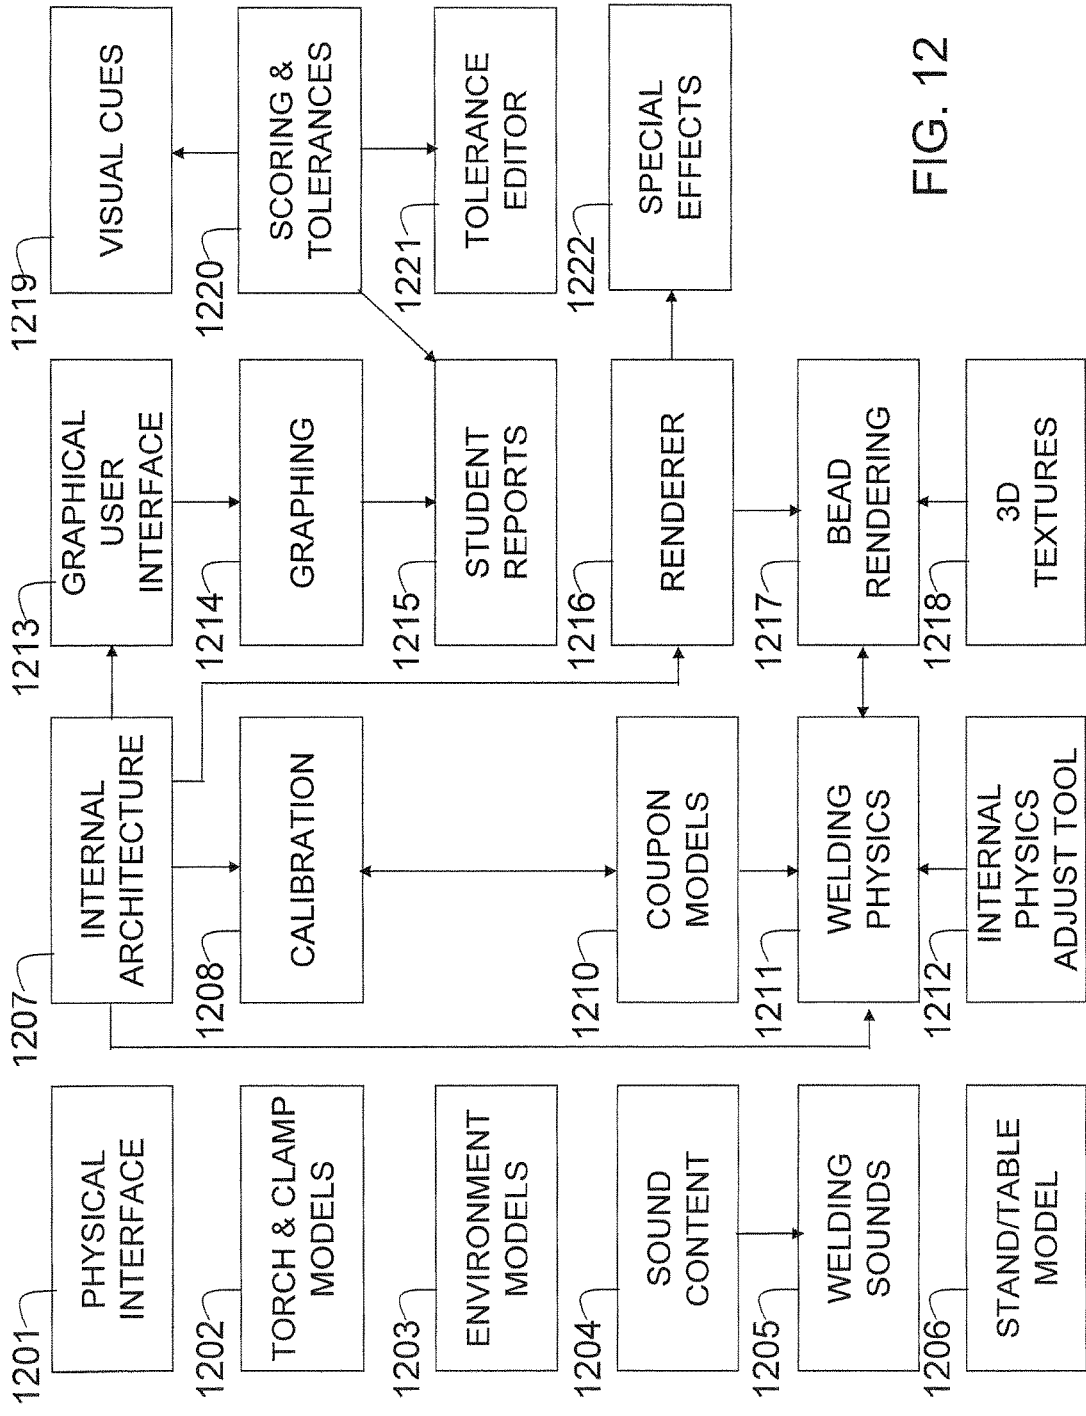 1201
PHYSICAL
INTERFACE
1202
TORCH & CLAMP
MODELS
1203
ENVIRONMENT
MODELS
1204
SOUND
CONTENT
1205
WELDING
SOUNDS
1206
STAND/TABLE
MODEL
1207
INTERNAL
ARCHITECTURE
1208
CALIBRATION
1210
COUPON
MODELS
1211
WELDING
PHYSICS
1212
INTERNAL
PHYSICS
ADJUST TOOL
1213
GRAPHICAL
USER
INTERFACE
1214
GRAPHING
1215
STUDENT
REPORTS
1216
RENDERER
1217
BEAD
RENDERING
1218
3D
TEXTURES
1219
VISUAL CUES
1220
SCORING &
TOLERANCES
1221
TOLERANCE
EDITOR
1222
SPECIAL
EFFECTS
FIG. 12